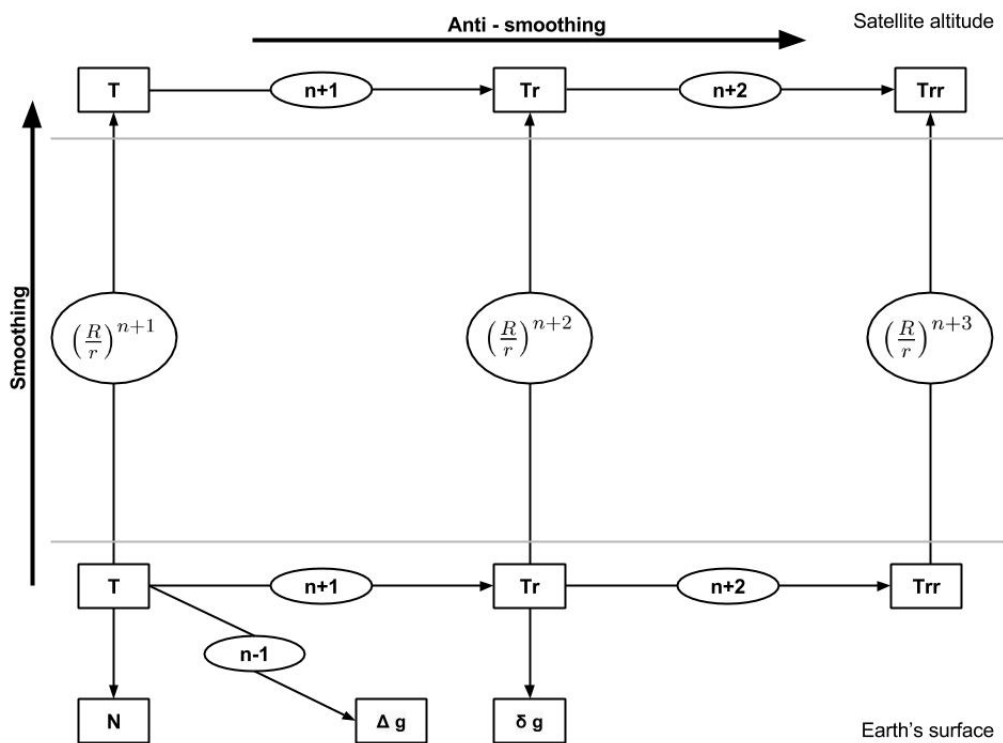 Anti - smoothing
Satellite altitude
T
n+1
Tr
n+2
Trr
Smoothing
(R/r)^{n+1}
(R/r)^{n+2}
(R/r)^{n+3}
T
n+1
Tr
n+2
Trr
n-1
N
Δ g
δ g
Earth's surface